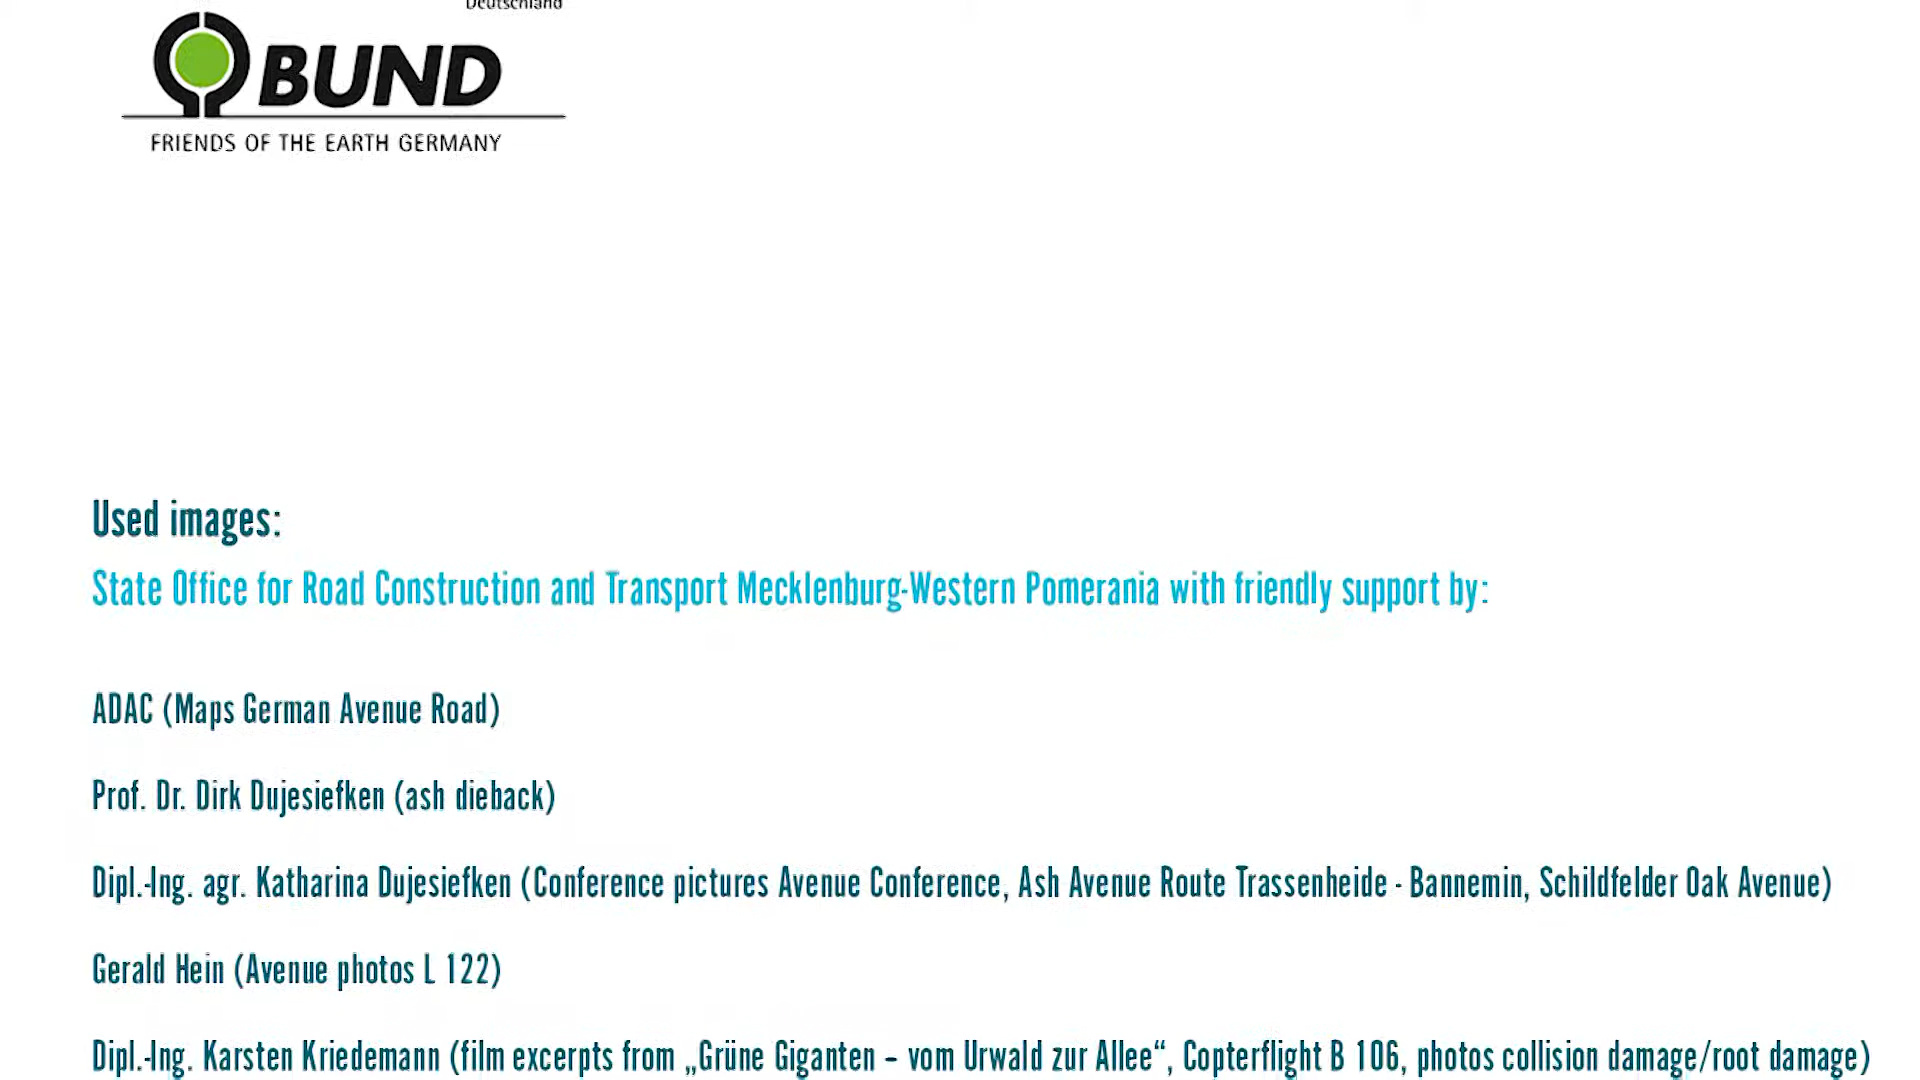 Deutschland
BUND
FRIENDS OF THE EARTH GERMANY
Used images:
State Office for Road Construction and Transport Mecklenburg-Western Pomerania with friendly support by:
ADAC (Maps German Avenue Road)
Prof. Dr. Dirk Dujesiefken (ash dieback)
Dipl.-Ing. agr. Katharina Dujesiefken (Conference pictures Avenue Conference, Ash Avenue Route Trassenheide - Bannemin, Schildfelder Oak Avenue)
Gerald Hein (Avenue photos L 122)
Dipl.-Ing. Karsten Kriedemann (film excerpts from „Grüne Giganten – vom Urwald zur Allee“, Copterflight B 106, photos collision damage/root damage)